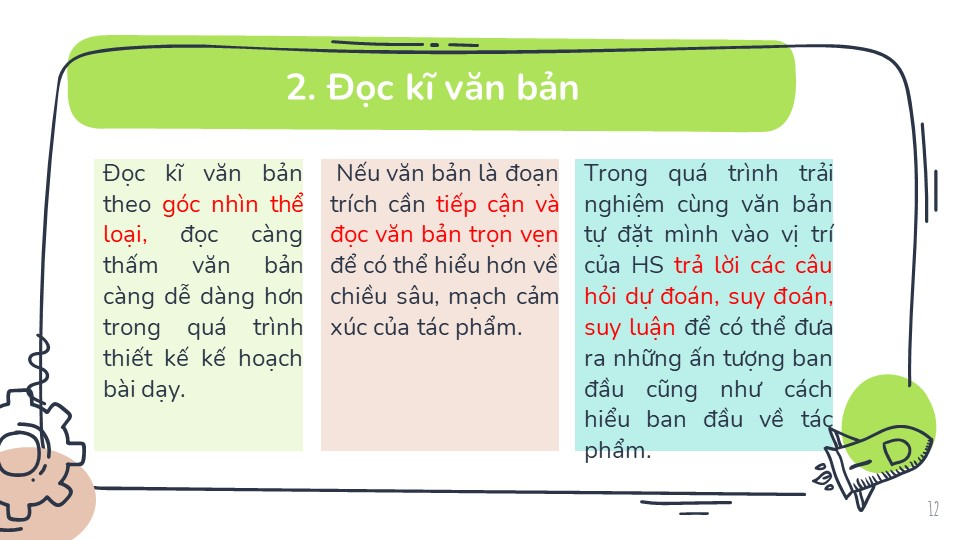 2. Đọc kĩ văn bản
Đọc kĩ văn bản
theo góc nhìn thể
loại, đọc càng
thấm văn bản
càng dễ dàng hơn
trong quá trình
thiết kế kế hoạch
bài dạy.
Nếu văn bản là đoạn
trích cần tiếp cận và
đọc văn bản trọn vẹn
để có thể hiểu hơn về
chiều sâu, mạch cảm
xúc của tác phẩm.
Trong quá trình trải
nghiệm cùng văn bản
tự đặt mình vào vị trí
của HS trả lời các câu
hỏi dự đoán, suy đoán,
suy luận để có thể đưa
ra những ấn tượng ban
đầu cũng như cách
hiểu ban đầu về tác
phẩm.
12